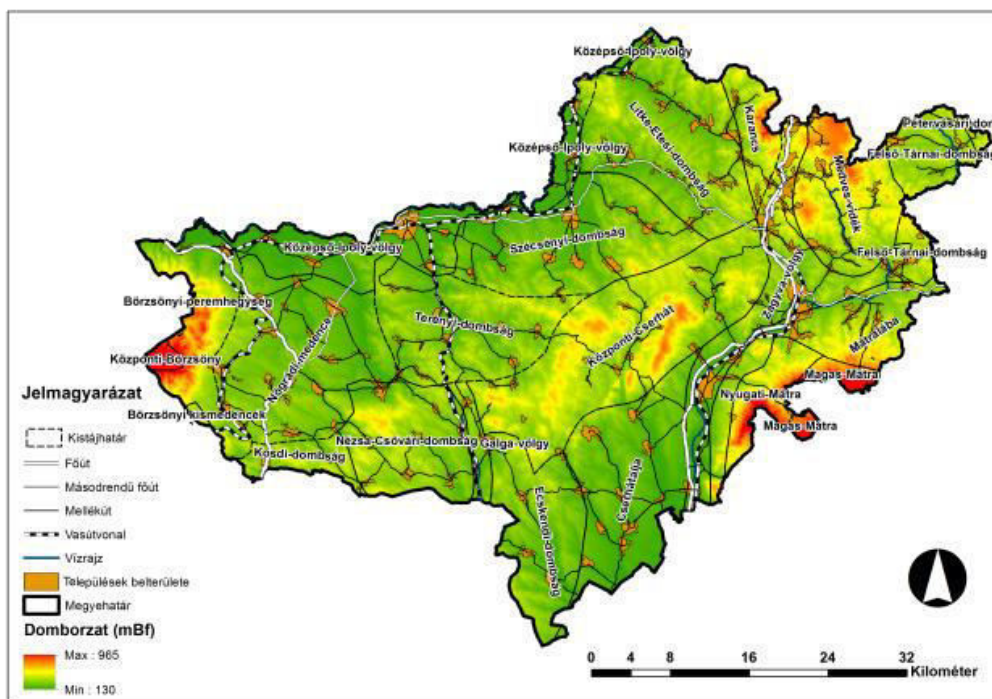 Középső-Ipoly-völgy
Karancs
Litke-Etesi-dombság
Pétervásári-dom
Középső-Ipoly-völgy
Felső-Tárnai-dombság
Medves-vidék
Szécsényi-dombság
Középső-Ipoly-völgy
Felső-Tárnai-dombság
Zagyva-völgy
Börzsönyi-peremhegység
Terényi-dombság
Nógrádi-medence
Központi-Cserhát
Mátralába
Központi-Börzsöny
Magas-Mátrai
Nyugati-Mátra
Magas-Mátra
Börzsönyi kismedencék
Kosdi-dombság
Nézsa-Csővári-dombság
Galga-völgy
Ecskendi-dombság
Cserhátalja
Jelmagyarázat
Kistájhatár
Főút
Másodrendű főút
Mellékút
Vasútvonal
Vízrajz
Települések belterülete
Megyehatár
Domborzat (mBf)
Max : 965
Min : 130
0 4 8 16 24 32
Kilométer